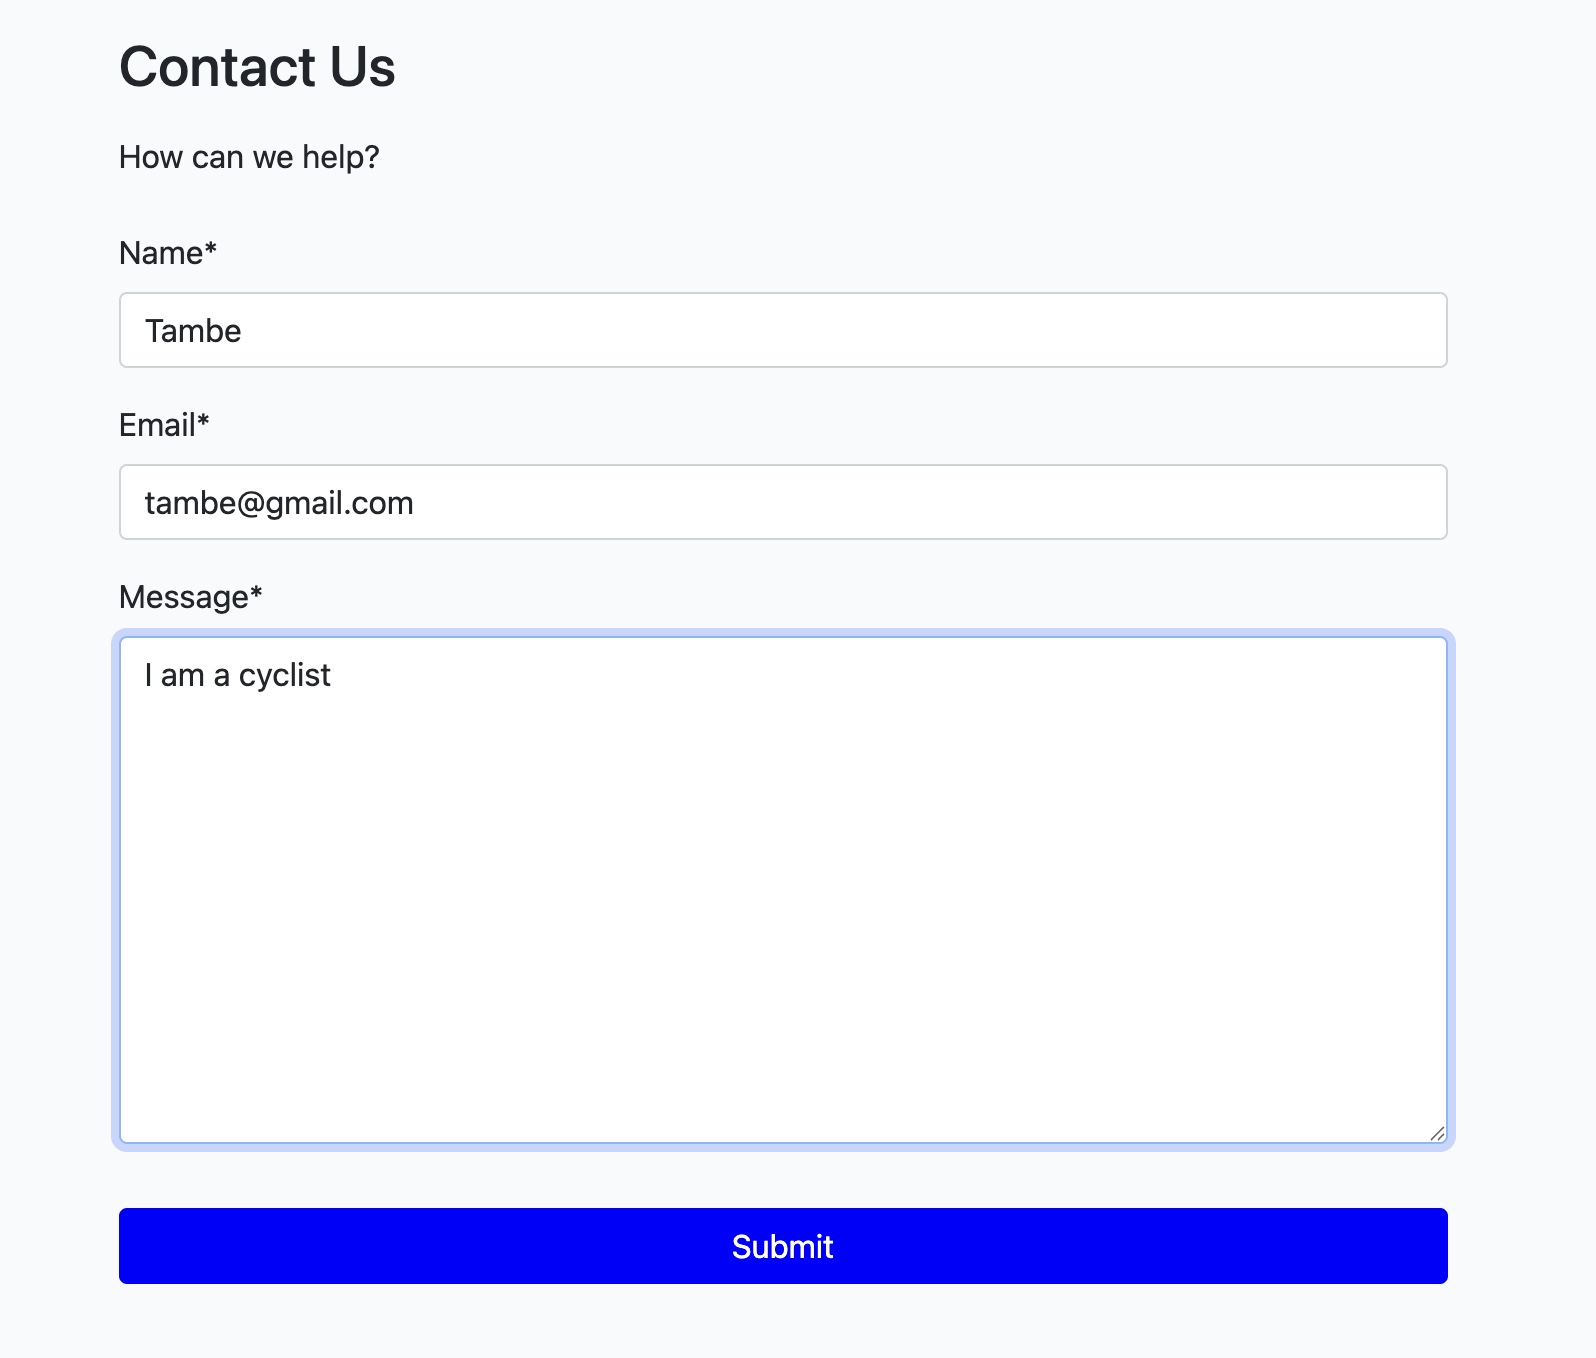 Contact Us
How can we help?
Name*
Tambe
Email*
tambe@gmail.com
Message*
I am a cyclist
Submit